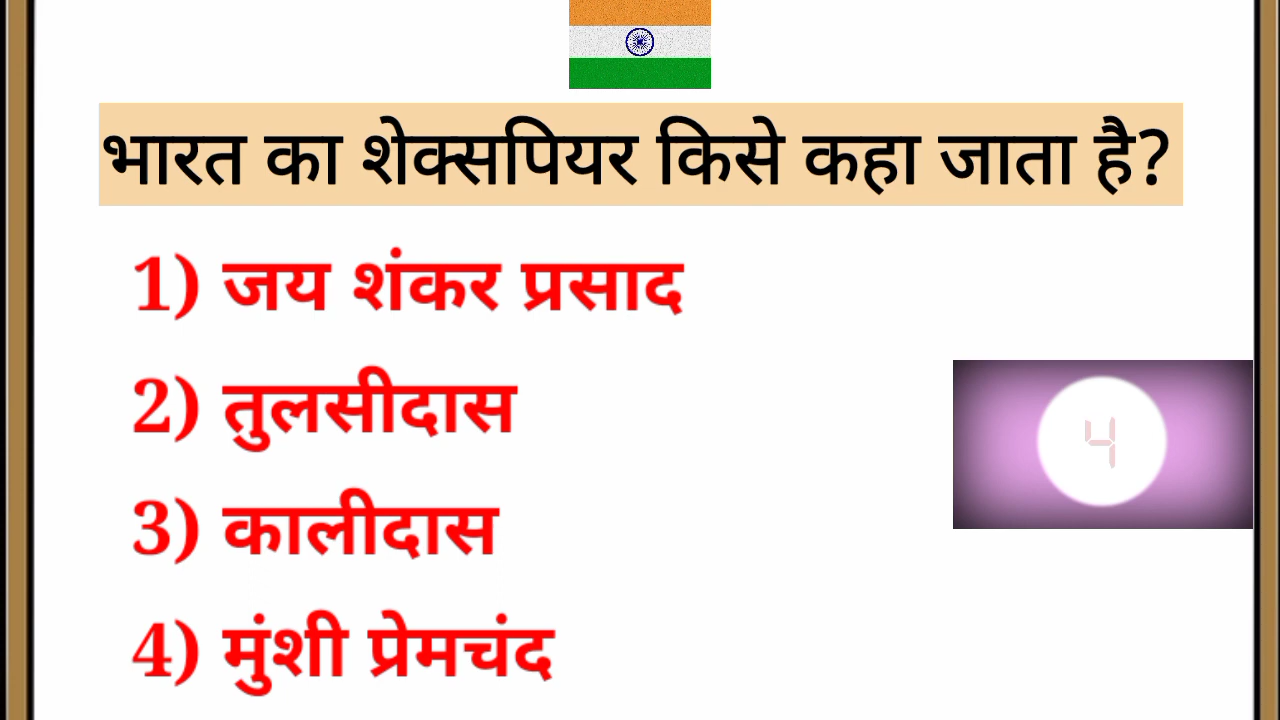 भारत का शेक्सपियर किसे कहा जाता है?
1) जय शंकर प्रसाद
2) तुलसीदास
3) कालीदास
4
4) मुंशी प्रेमचंद